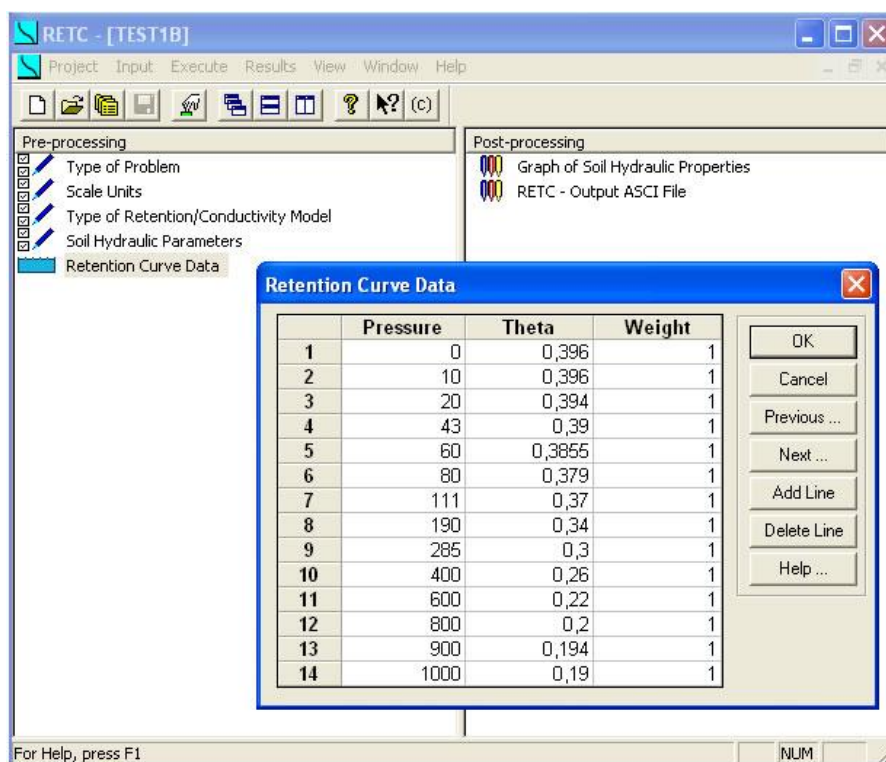 RETC - [TEST1B]
Project Input Execute Results View Window Help
Pre-processing
Type of Problem
Scale Units
Type of Retention/Conductivity Model
Soil Hydraulic Parameters
Retention Curve Data
Post-processing
Graph of Soil Hydraulic Properties
RETC - Output ASCI File
Retention Curve Data
Pressure Theta Weight
1 0 0,396 1
2 10 0,396 1
3 20 0,394 1
4 43 0,39 1
5 60 0,3855 1
6 80 0,379 1
7 111 0,37 1
8 190 0,34 1
9 285 0,3 1
10 400 0,26 1
11 600 0,22 1
12 800 0,2 1
13 900 0,194 1
14 1000 0,19 1
OK
Cancel
Previous ...
Next ...
Add Line
Delete Line
Help ...
For Help, press F1
NUM